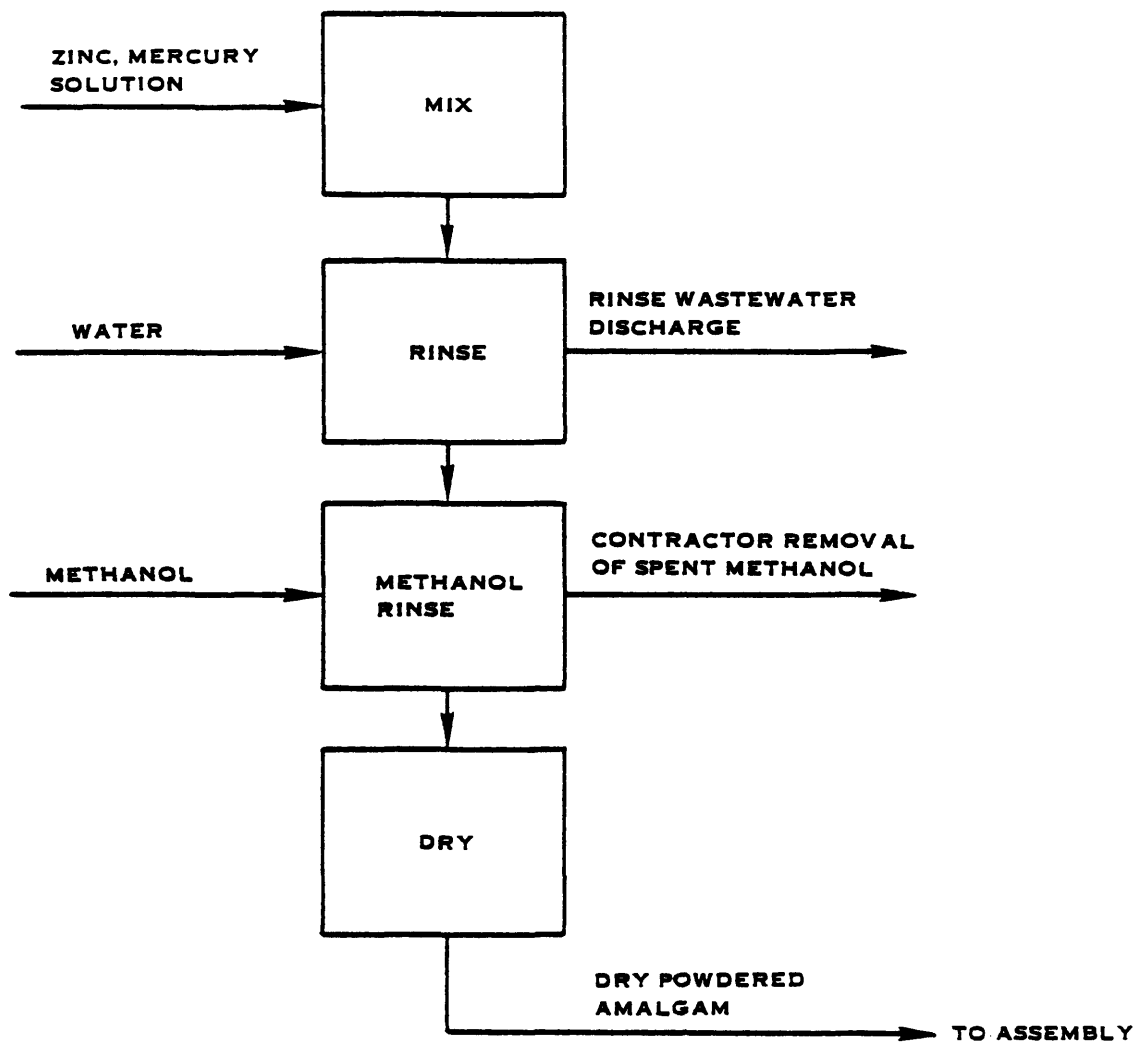 ZINC, MERCURY
SOLUTION
MIX
WATER
RINSE
RINSE WASTEWATER
DISCHARGE
METHANOL
METHANOL
RINSE
CONTRACTOR REMOVAL
OF SPENT METHANOL
DRY
DRY POWDERED
AMALGAM
TO ASSEMBLY